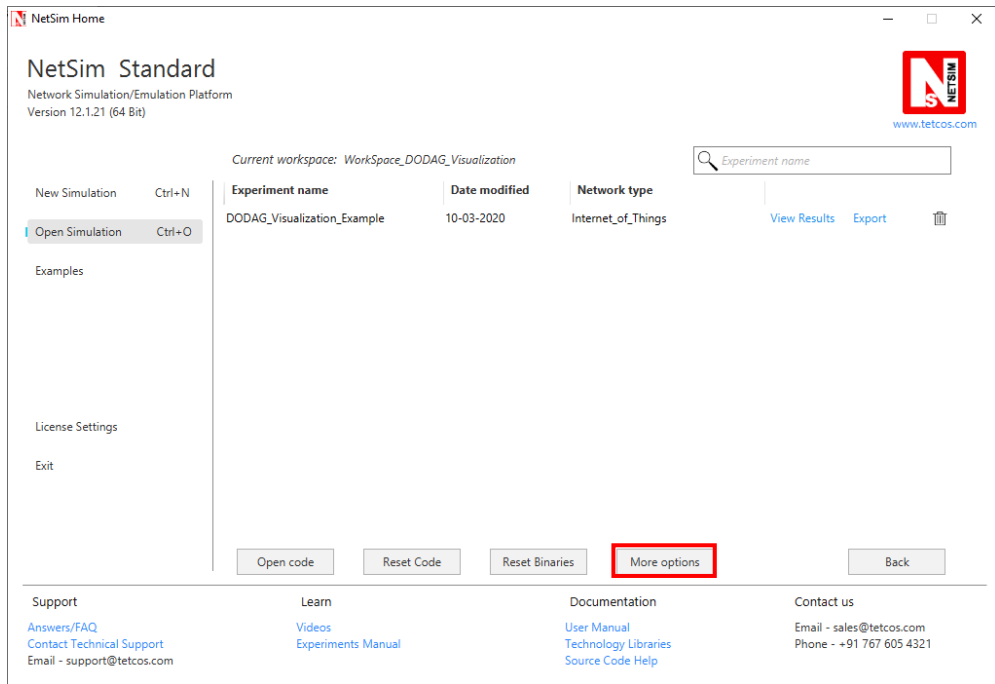 NetSim Home
NetSim Standard
Network Simulation/Emulation Platform
Version 12.1.21 (64 Bit)
N
S
NETSIM
www.tetcos.com
Current workspace: WorkSpace_DODAG_Visualization
Experiment name
New Simulation Ctrl+N
Open Simulation Ctrl+O
Examples
License Settings
Exit
Experiment name Date modified Network type
DODAG_Visualization_Example 10-03-2020 Internet_of_Things View Results Export
Open code Reset Code Reset Binaries More options Back
Support
Answers/FAQ
Contact Technical Support
Email - support@tetcos.com
Learn
Videos
Experiments Manual
Documentation
User Manual
Technology Libraries
Source Code Help
Contact us
Email - sales@tetcos.com
Phone - +91 767 605 4321